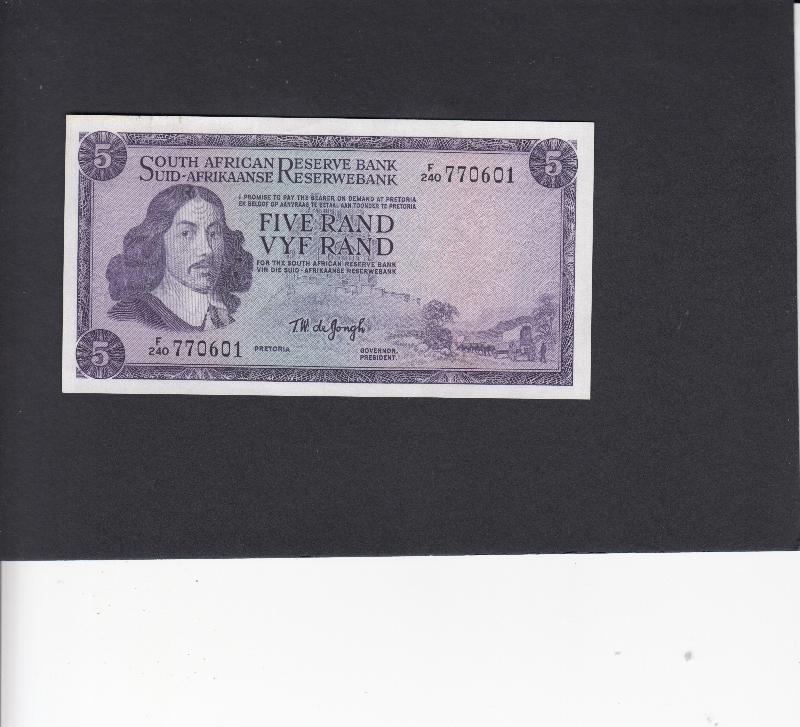 5
5
SOUTH AFRICAN RESERVE BANK
SUID-AFRIKAANSE RESERWEBANK
F/240 770601
I PROMISE TO PAY THE BEARER ON DEMAND AT PRETORIA
EK BELOOF OP AANVRAAG TE BETAAL AAN TOONDER TE PRETORIA
FIVE RAND
VYF RAND
FOR THE SOUTH AFRICAN RESERVE BANK
VIR DIE SUID-AFRIKAANSE RESERWEBANK
T.W. de Jongh
F/240 770601
PRETORIA
GOVERNOR.
PRESIDENT.
5